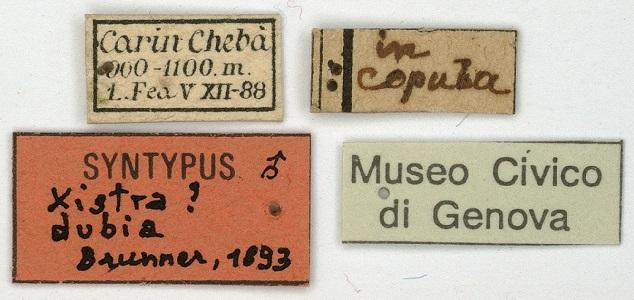 Carin Chebà
900-1100.m.
L. Fea V XII-88
in
copula
SYNTYPUS ♂
Xistra ?
dubia
Brunner, 1893
Museo Civico
di Genova